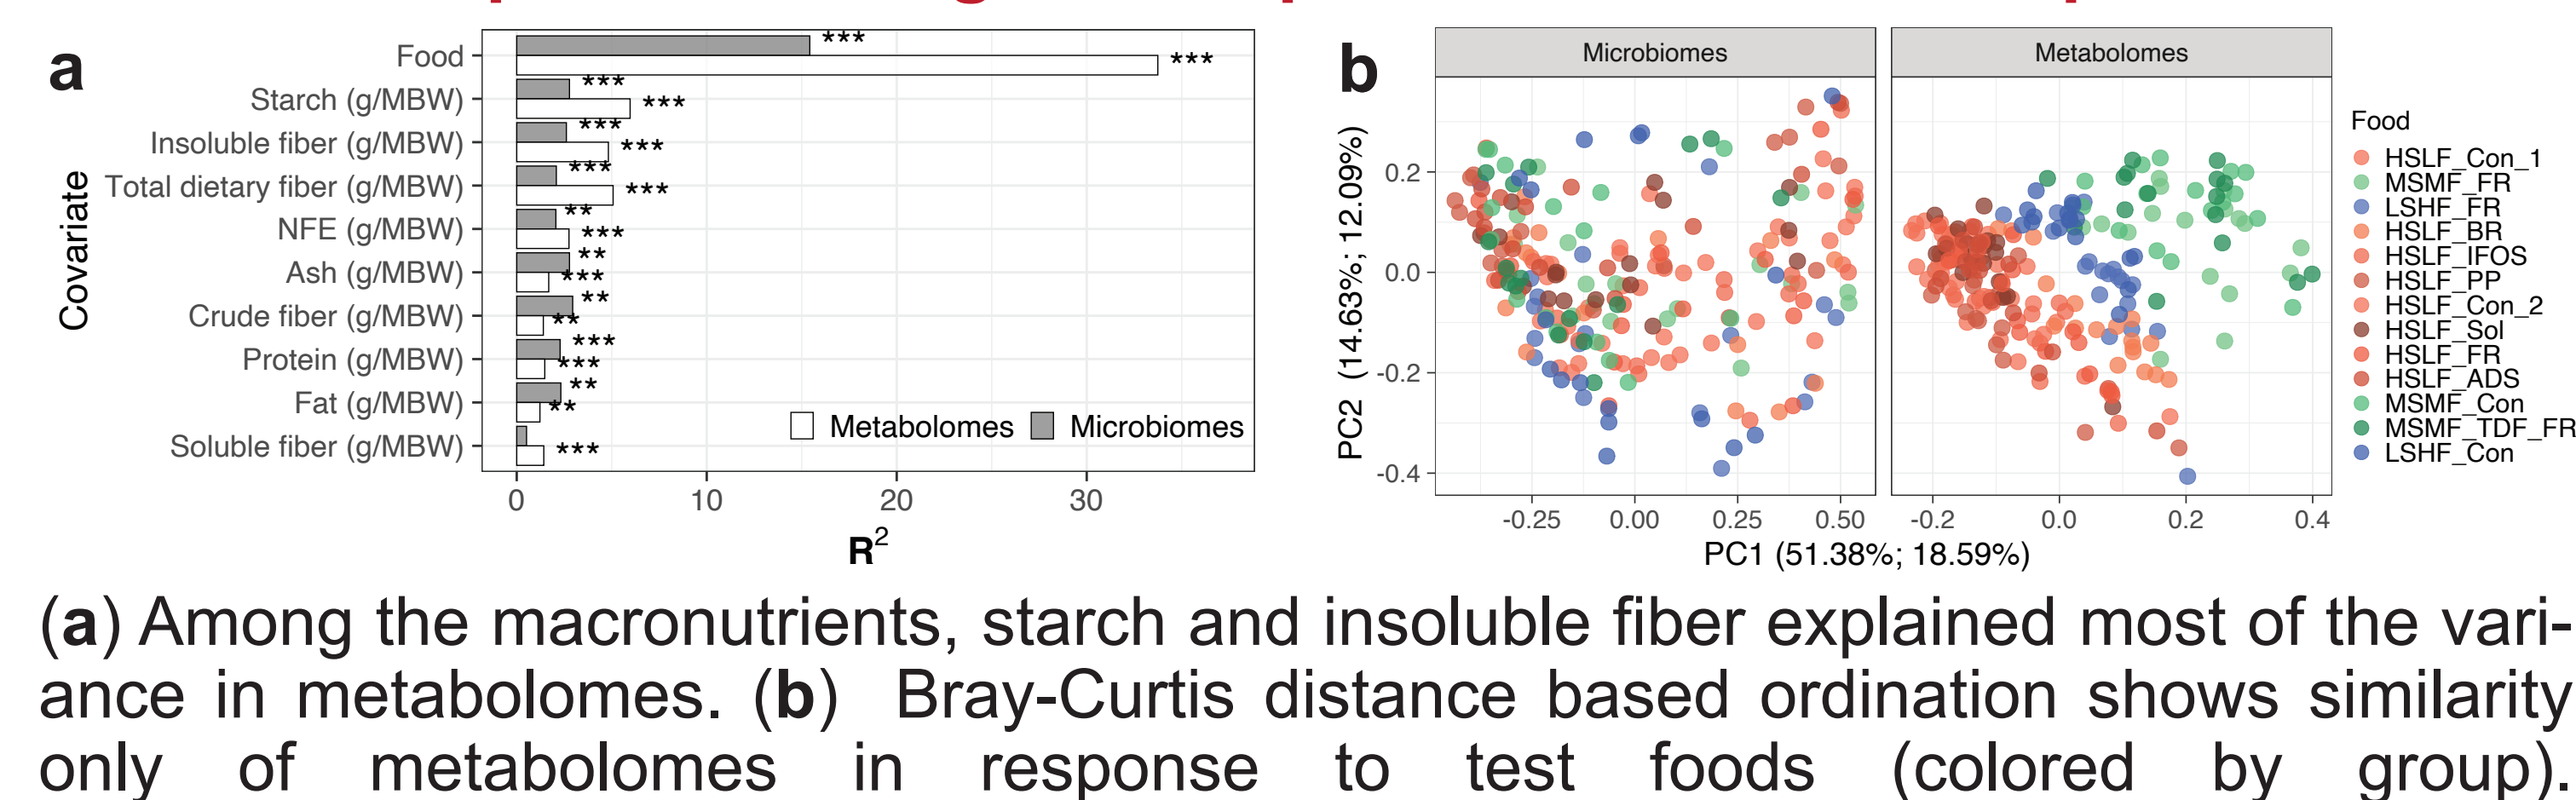 a
Food
***
***
Starch (g/MBW)
***
***
Insoluble fiber (g/MBW)
***
***
Total dietary fiber (g/MBW)
***
***
NFE (g/MBW)
**
***
Ash (g/MBW)
**
***
Crude fiber (g/MBW)
**
**
Protein (g/MBW)
***
***
Fat (g/MBW)
**
**
Soluble fiber (g/MBW)
***
Covariate
Metabolomes
Microbiomes
0 10 20 30
R²
b
Microbiomes
Metabolomes
PC2 (14.63%; 12.09%)
0.2
0.0
-0.2
-0.4
-0.25 0.00 0.25 0.50
-0.2 0.0 0.2 0.4
PC1 (51.38%; 18.59%)
Food
HSLF_Con_1
MSMF_FR
LSHF_FR
HSLF_BR
HSLF_IFOS
HSLF_PP
HSLF_Con_2
HSLF_Sol
HSLF_FR
HSLF_ADS
MSMF_Con
MSMF_TDF_FR
LSHF_Con
(a) Among the macronutrients, starch and insoluble fiber explained most of the vari-
ance in metabolomes. (b) Bray-Curtis distance based ordination shows similarity
only of metabolomes in response to test foods (colored by group).